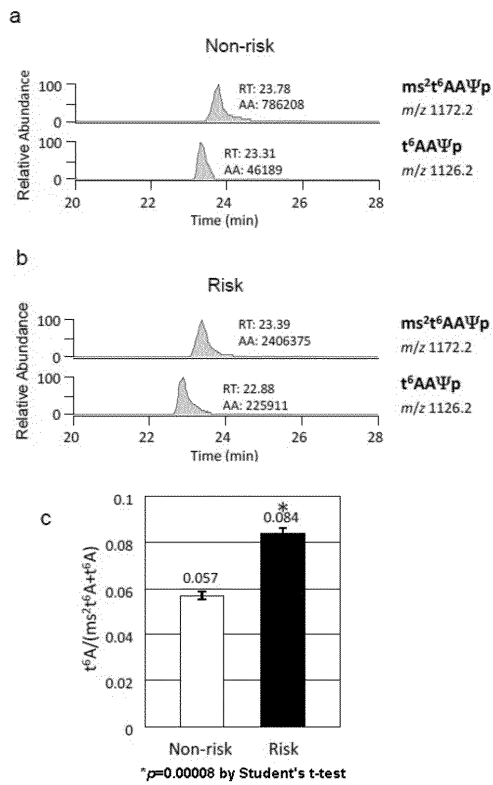 a
Non-risk
Relative Abundance
100
0
RT: 23.78
AA: 786208
ms²t⁶AAΨp
m/z 1172.2
100
0
RT: 23.31
AA: 46189
t⁶AAΨp
m/z 1126.2
20 22 24 26 28
Time (min)
b
Risk
Relative Abundance
100
0
RT: 23.39
AA: 2406375
ms²t⁶AAΨp
m/z 1172.2
100
0
RT: 22.88
AA: 225911
t⁶AAΨp
m/z 1126.2
20 22 24 26 28
Time (min)
c
t⁶A/(ms²t⁶A+t⁶A)
0.1
0.08
0.06
0.04
0.02
0
0.057
*
0.084
Non-risk Risk
*p=0.00008 by Student's t-test